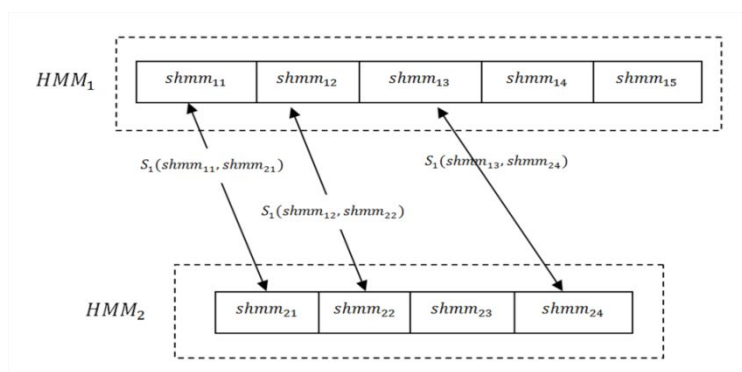 HMM₁ shmm₁₁ shmm₁₂ shmm₁₃ shmm₁₄ shmm₁₅
S₁(shmm₁₁, shmm₂₁)
S₁(shmm₁₃, shmm₂₄)
S₁(shmm₁₂, shmm₂₂)
HMM₂ shmm₂₁ shmm₂₂ shmm₂₃ shmm₂₄